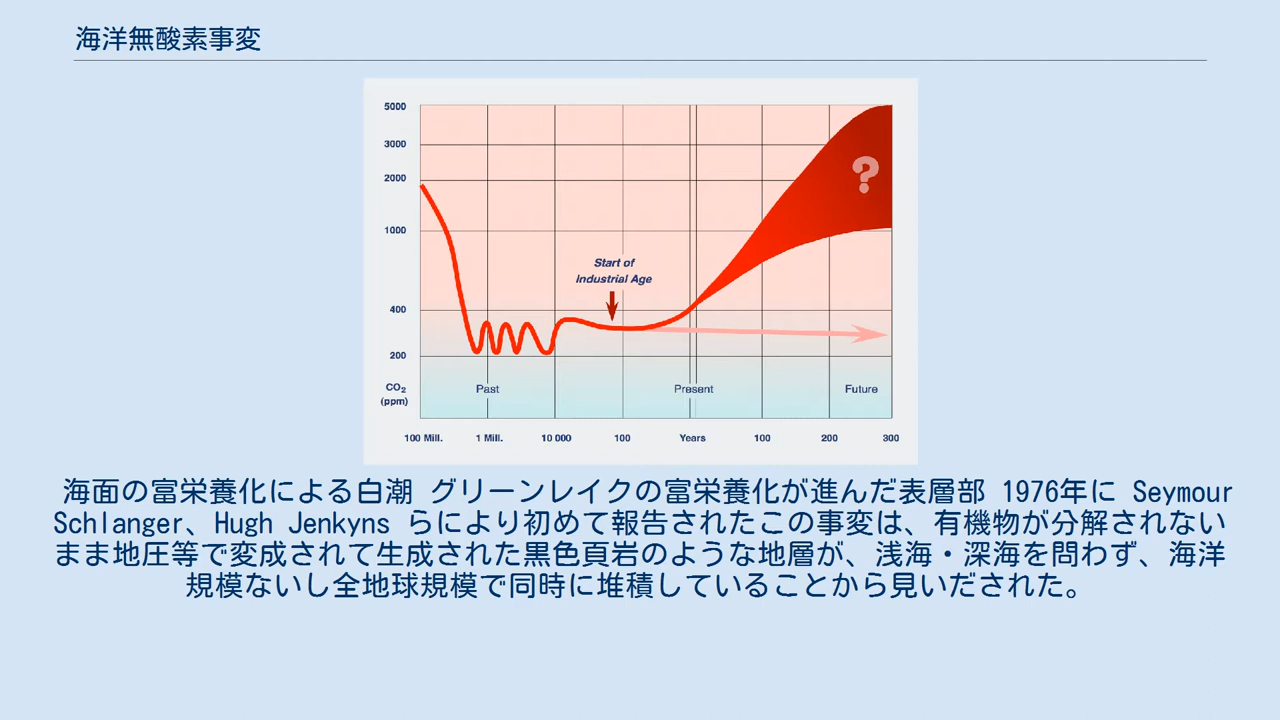 海洋無酸素事変
5000
3000
2000
1000
400
200
CO₂
(ppm)
Start of
Industrial Age
?
Past
Present
Future
100 Mill.
1 Mill.
10 000
100
Years
100
200
300
海面の富栄養化による白潮 グリーンレイクの富栄養化が進んだ表層部 1976年に Seymour
Schlanger、Hugh Jenkyns らにより初めて報告されたこの事変は、有機物が分解されない
まま地圧等で変成されて生成された黒色頁岩のような地層が、浅海・深海を問わず、海洋
規模ないし全地球規模で同時に堆積していることから見いだされた。